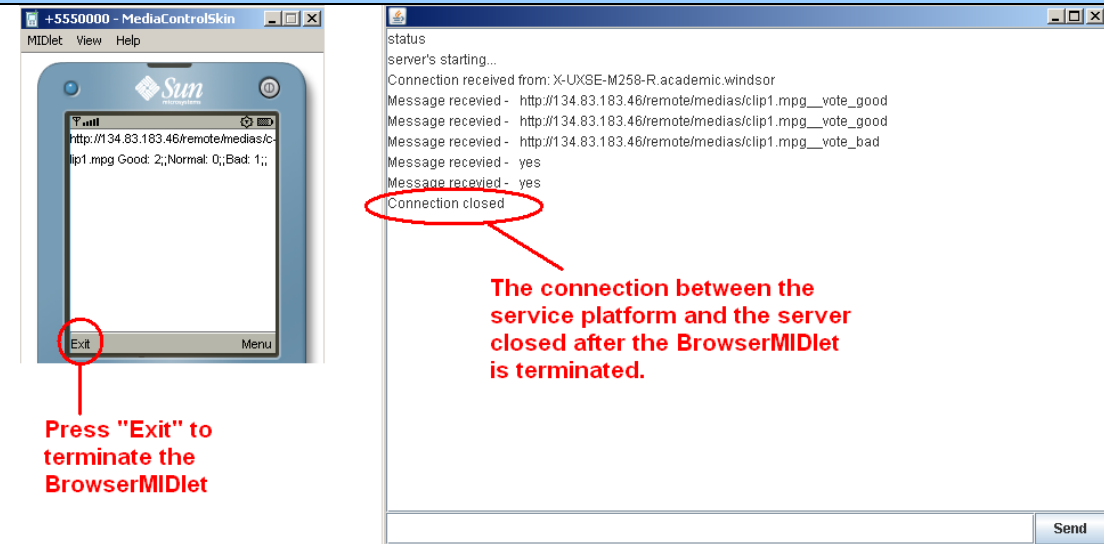 +5550000 - MediaControlSkin
MIDlet View Help
Sun
microsystems
http://134.83.183.46/remote/medias/c-
lip1.mpg Good: 2;;Normal: 0;;Bad: 1;;
Exit Menu
Press "Exit" to
terminate the
BrowserMIDlet
status
server's starting...
Connection received from: X-UXSE-M258-R.academic.windsor
Message recevied - http://134.83.183.46/remote/medias/clip1.mpg__vote_good
Message recevied - http://134.83.183.46/remote/medias/clip1.mpg__vote_good
Message recevied - http://134.83.183.46/remote/medias/clip1.mpg__vote_bad
Message recevied - yes
Message recevied - yes
Connection closed
The connection between the
service platform and the server
closed after the BrowserMIDlet
is terminated.
Send